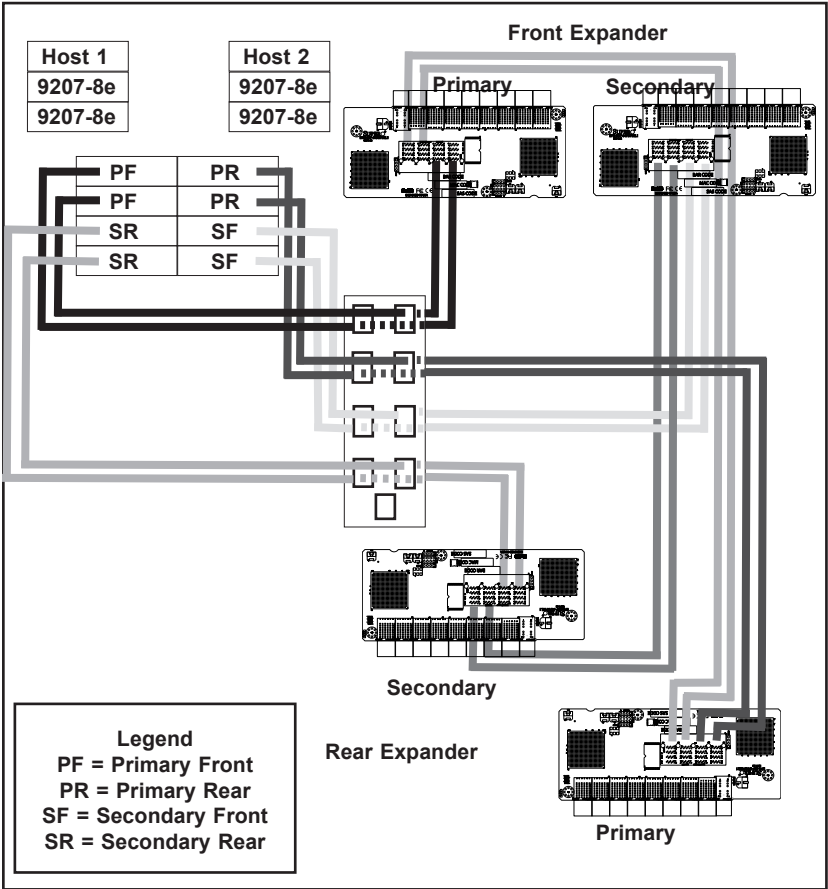 Front Expander
Host 1
9207-8e
9207-8e
Host 2
9207-8e
9207-8e
Primary
Secondary
PF PR
PF PR
SR SF
SR SF
Secondary
Rear Expander
Primary
Legend
PF = Primary Front
PR = Primary Rear
SF = Secondary Front
SR = Secondary Rear